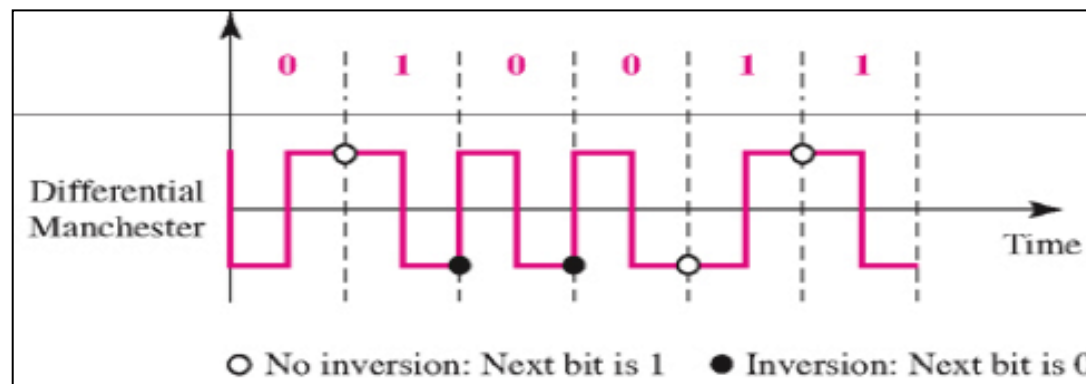 0 1 0 0 1 1
Differential
Manchester
Time
No inversion: Next bit is 1 Inversion: Next bit is 0